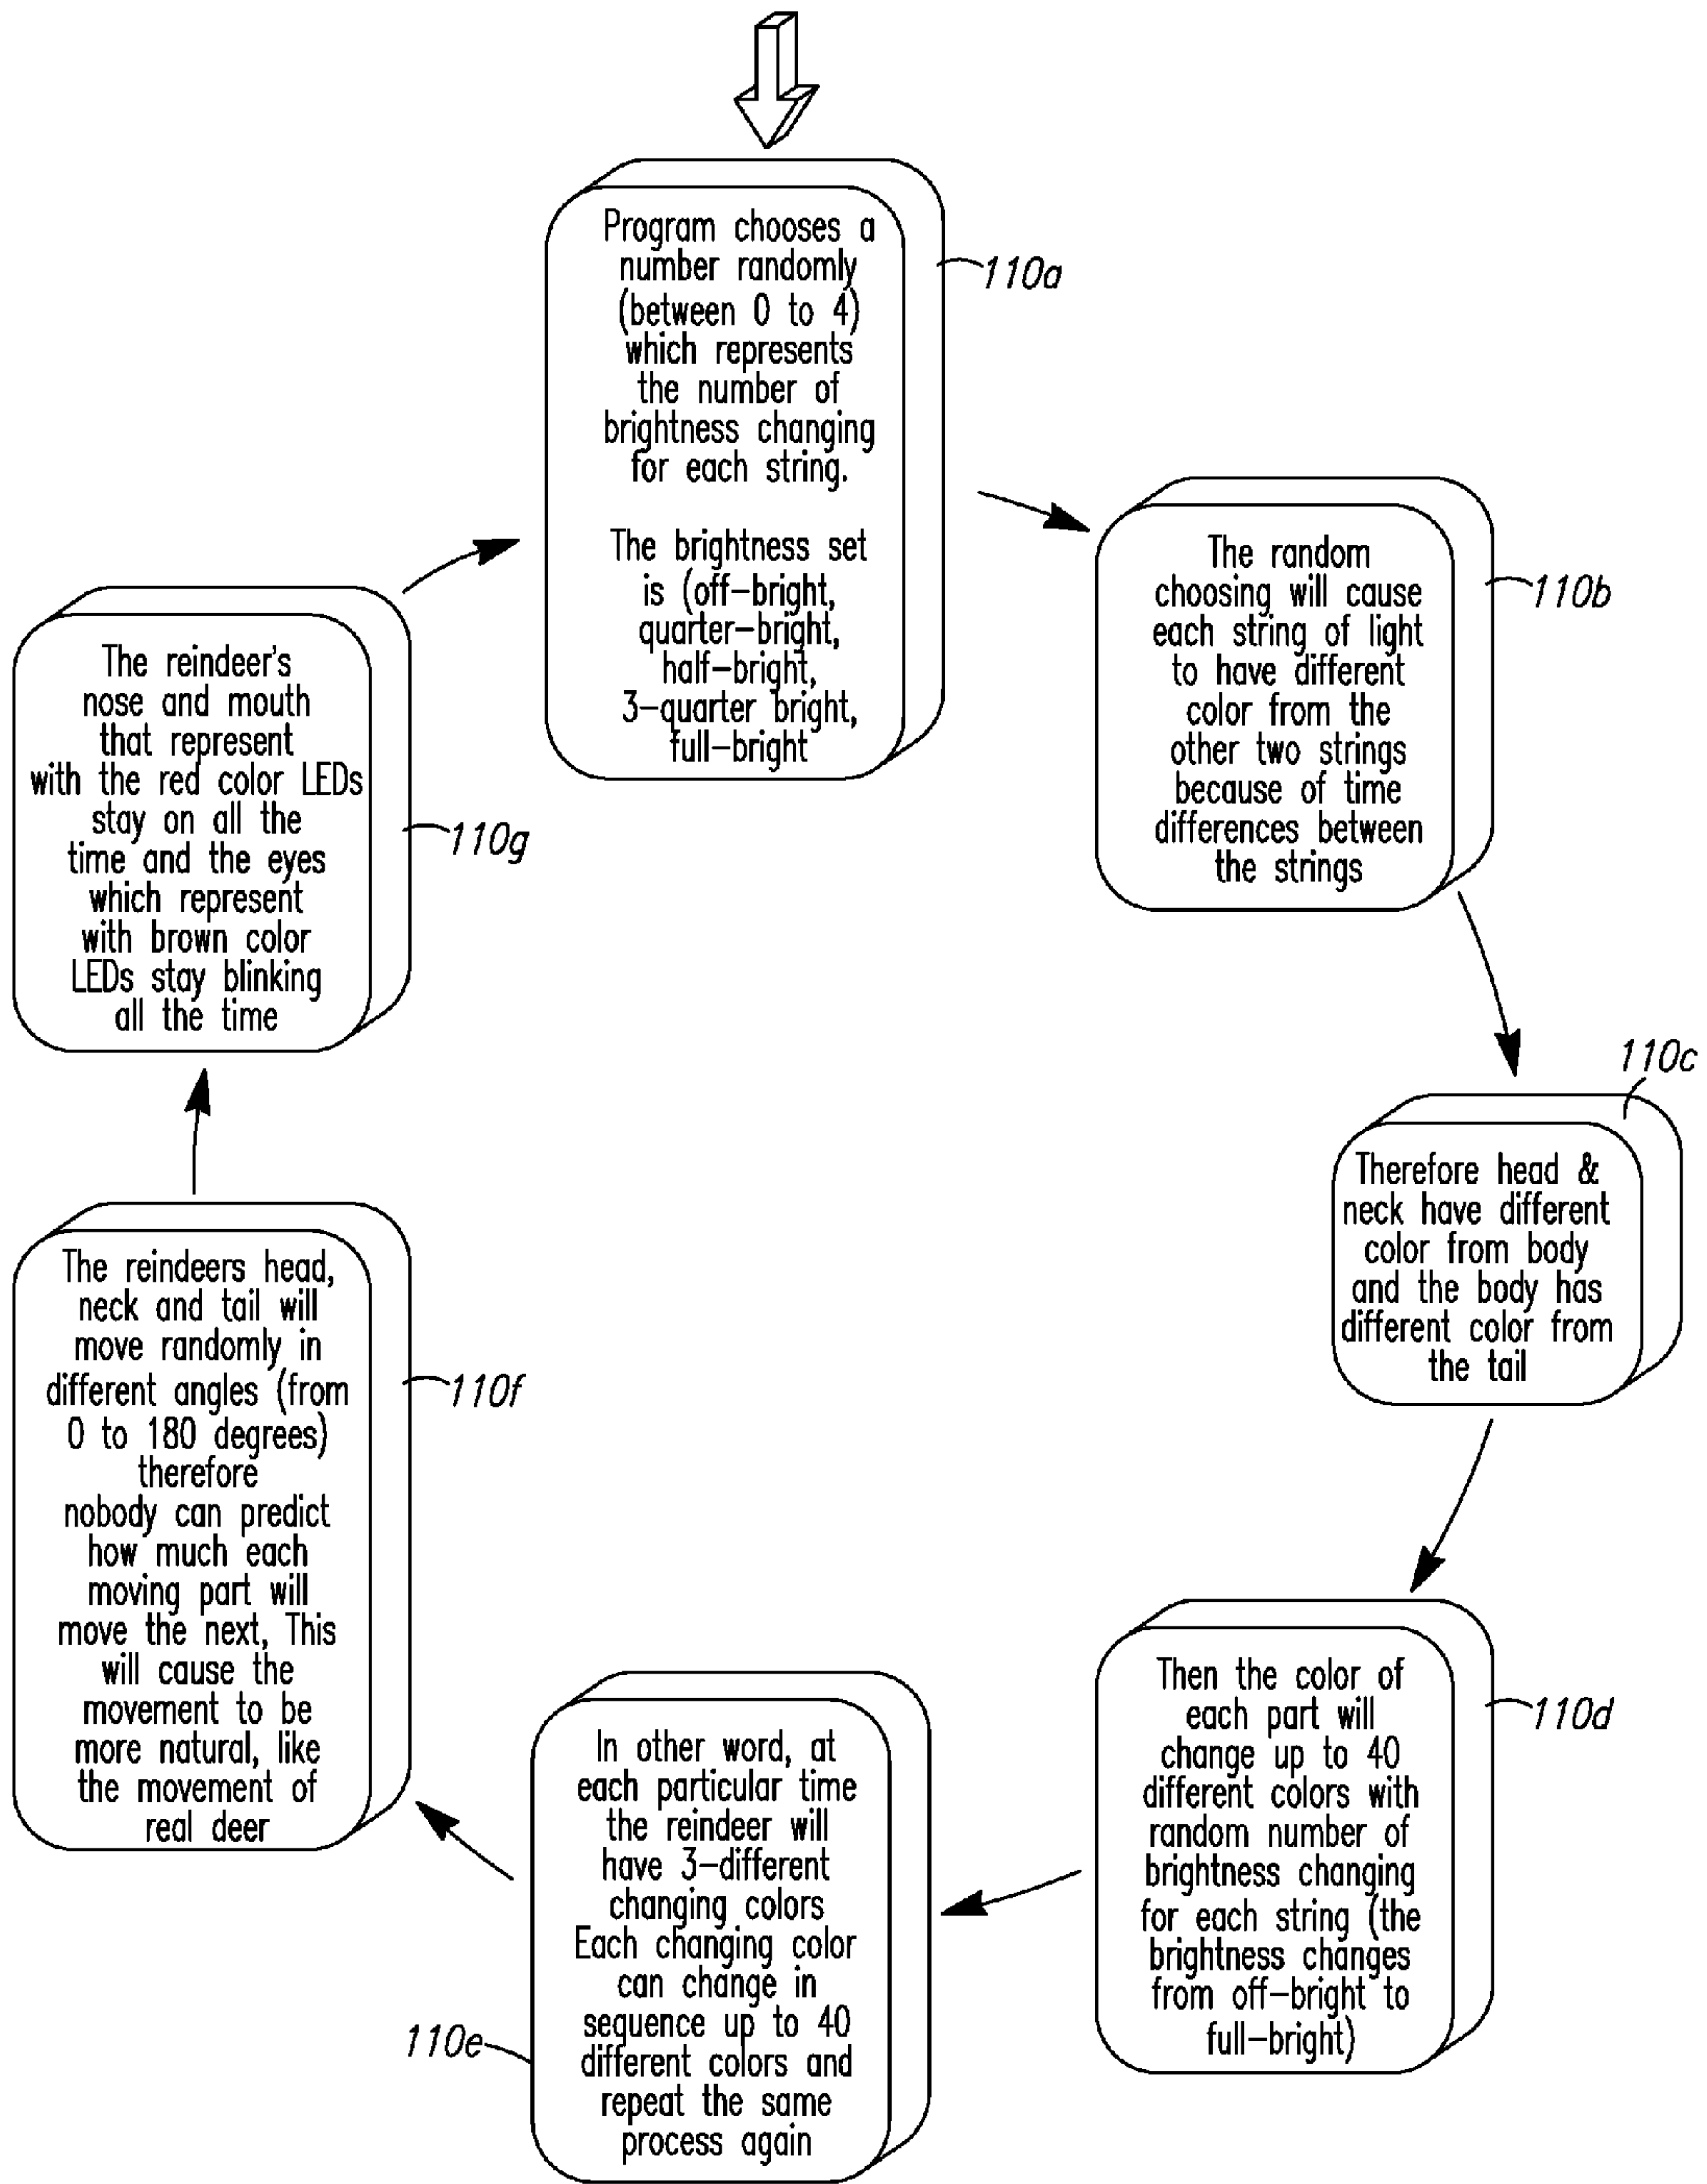 Program chooses a
number randomly
(between 0 to 4)
which represents
the number of
brightness changing
for each string.
The brightness set
is (off-bright,
quarter-bright,
half-bright,
3-quarter bright,
full-bright
110a
The random
choosing will cause
each string of light
to have different
color from the
other two strings
because of time
differences between
the strings
110b
110c
Therefore head &
neck have different
color from body
and the body has
different color from
the tail
Then the color of
each part will
change up to 40
different colors with
random number of
brightness changing
for each string (the
brightness changes
from off-bright to
full-bright)
110d
In other word, at
each particular time
the reindeer will
have 3-different
changing colors
Each changing color
can change in
sequence up to 40
different colors and
repeat the same
process again
110e
The reindeers head,
neck and tail will
move randomly in
different angles (from
0 to 180 degrees)
therefore
nobody can predict
how much each
moving part will
move the next, This
will cause the
movement to be
more natural, like
the movement of
real deer
110f
The reindeer's
nose and mouth
that represent
with the red color LEDs
stay on all the
time and the eyes
which represent
with brown color
LEDs stay blinking
all the time
110g